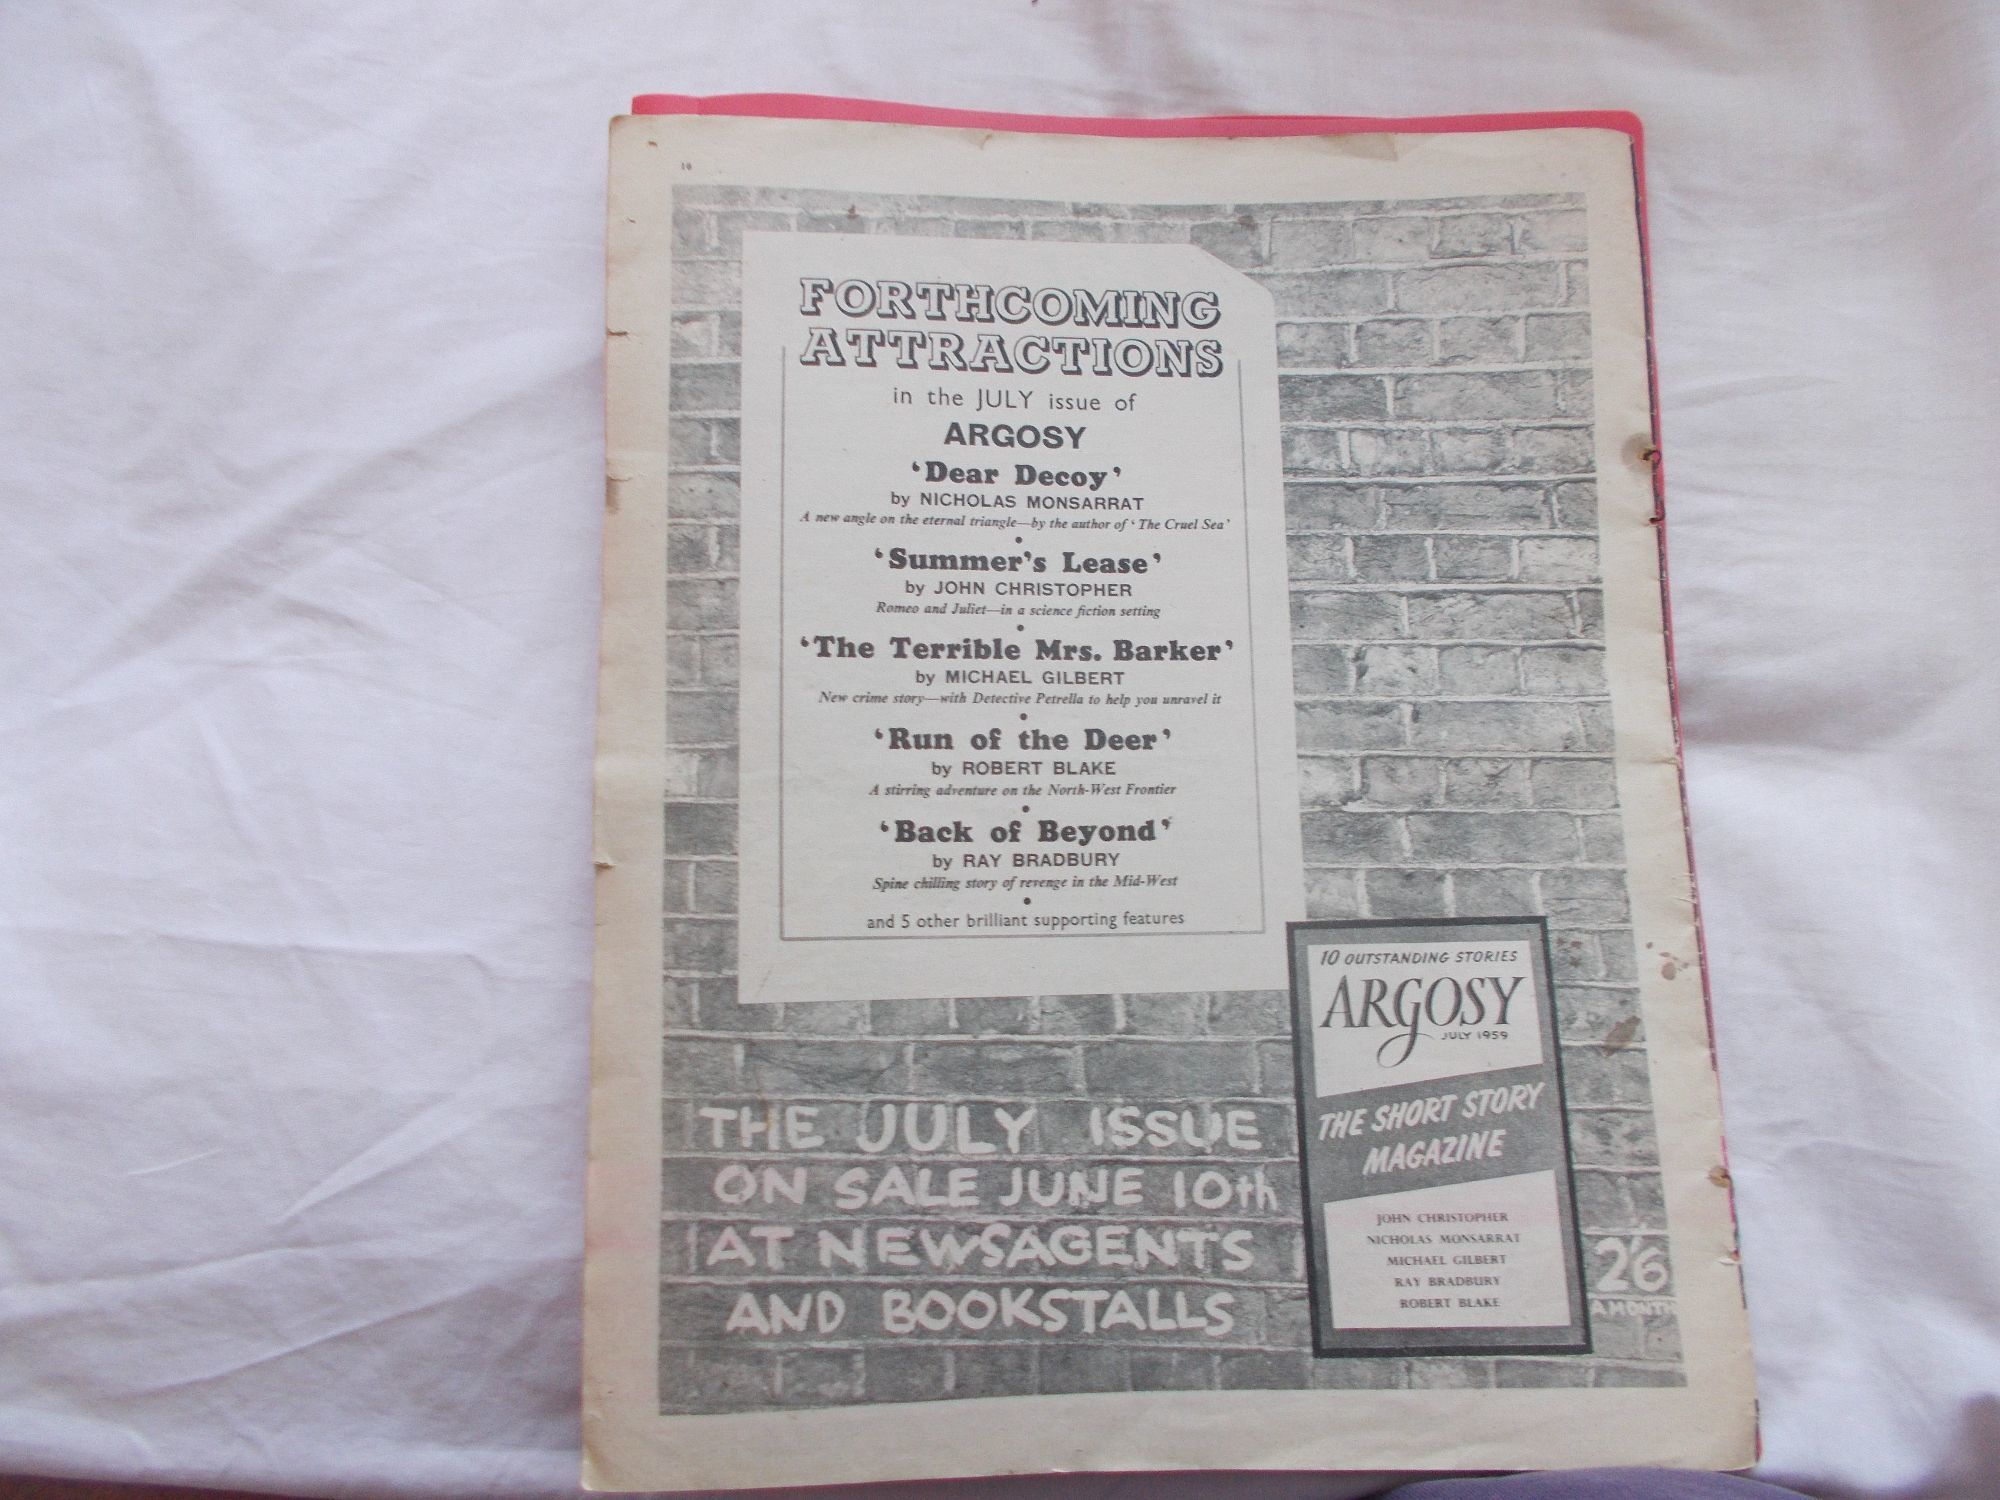 10
FORTHCOMING
ATTRACTIONS
in the JULY issue of
ARGOSY
'Dear Decoy'
by NICHOLAS MONSARRAT
A new angle on the eternal triangle—by the author of 'The Cruel Sea'
•
'Summer's Lease'
by JOHN CHRISTOPHER
Romeo and Juliet—in a science fiction setting
•
'The Terrible Mrs. Barker'
by MICHAEL GILBERT
New crime story—with Detective Petrella to help you unravel it
•
'Run of the Deer'
by ROBERT BLAKE
A stirring adventure on the North-West Frontier
•
'Back of Beyond'
by RAY BRADBURY
Spine chilling story of revenge in the Mid-West
•
and 5 other brilliant supporting features
THE JULY ISSUE
ON SALE JUNE 10th
AT NEWSAGENTS
AND BOOKSTALLS
10 OUTSTANDING STORIES
ARGOSY
JULY 1959
THE SHORT STORY
MAGAZINE
JOHN CHRISTOPHER
NICHOLAS MONSARRAT
MICHAEL GILBERT
RAY BRADBURY
ROBERT BLAKE
2'6
A MONTH